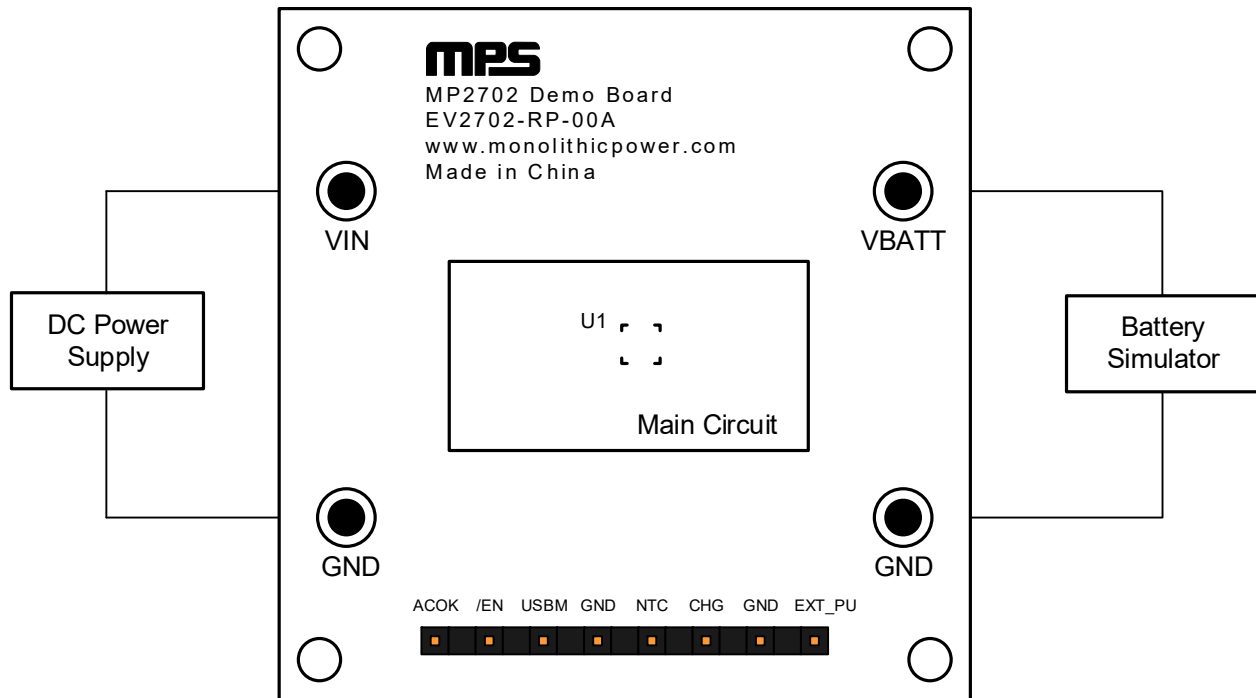 MPS
MP2702 Demo Board
EV2702-RP-00A
www.monolithicpower.com
Made in China
VIN
VBATT
DC Power
Supply
U1
Main Circuit
Battery
Simulator
GND
GND
ACOK /EN USBM GND NTC CHG GND EXT_PU